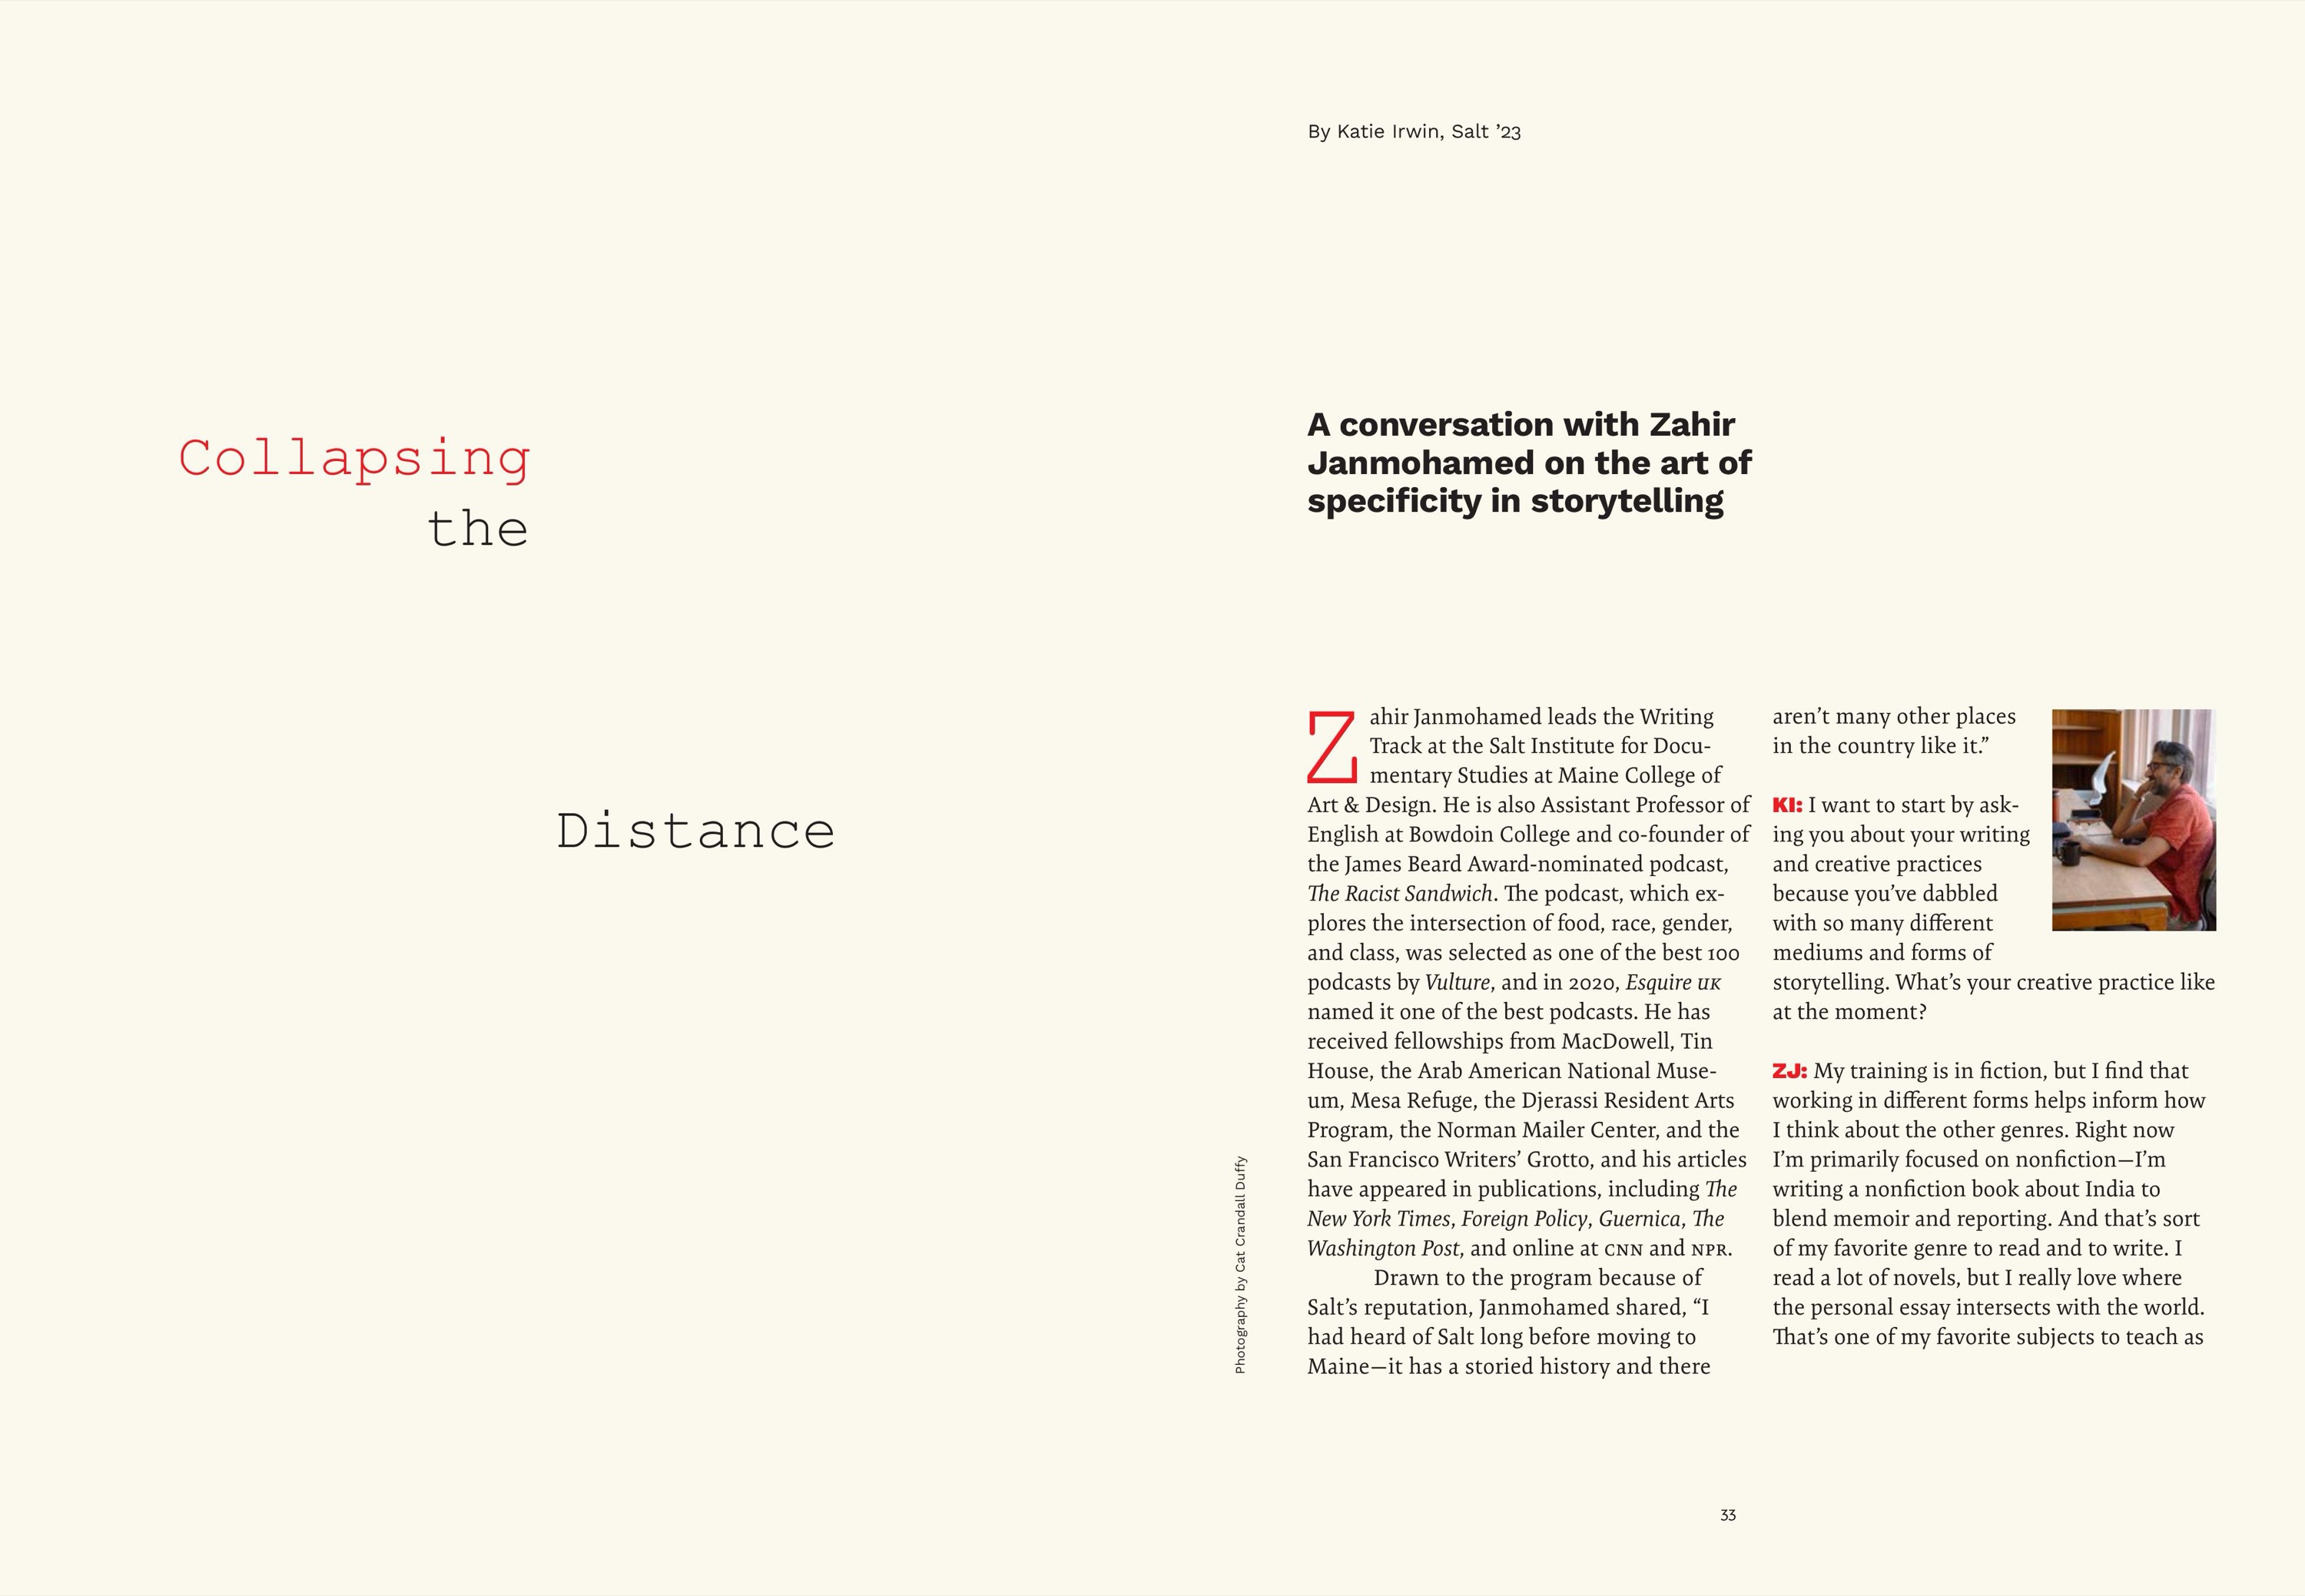 Collapsing
the
Distance
By Katie Irwin, Salt ’23
A conversation with Zahir
Janmohamed on the art of
specificity in storytelling
Zahir Janmohamed leads the Writing
Track at the Salt Institute for Docu-
mentary Studies at Maine College of
Art & Design. He is also Assistant Professor of
English at Bowdoin College and co-founder of
the James Beard Award-nominated podcast,
The Racist Sandwich. The podcast, which ex-
plores the intersection of food, race, gender,
and class, was selected as one of the best 100
podcasts by Vulture, and in 2020, Esquire UK
named it one of the best podcasts. He has
received fellowships from MacDowell, Tin
House, the Arab American National Muse-
um, Mesa Refuge, the Djerassi Resident Arts
Program, the Norman Mailer Center, and the
San Francisco Writers’ Grotto, and his articles
have appeared in publications, including The
New York Times, Foreign Policy, Guernica, The
Washington Post, and online at CNN and NPR.
Drawn to the program because of
Salt’s reputation, Janmohamed shared, “I
had heard of Salt long before moving to
Maine—it has a storied history and there
aren’t many other places
in the country like it.”
KI: I want to start by ask-
ing you about your writing
and creative practices
because you’ve dabbled
with so many different
mediums and forms of
storytelling. What’s your creative practice like
at the moment?
ZJ: My training is in fiction, but I find that
working in different forms helps inform how
I think about the other genres. Right now
I’m primarily focused on nonfiction—I’m
writing a nonfiction book about India to
blend memoir and reporting. And that’s sort
of my favorite genre to read and to write. I
read a lot of novels, but I really love where
the personal essay intersects with the world.
That’s one of my favorite subjects to teach as
Photography by Cat Crandall Duffy
33